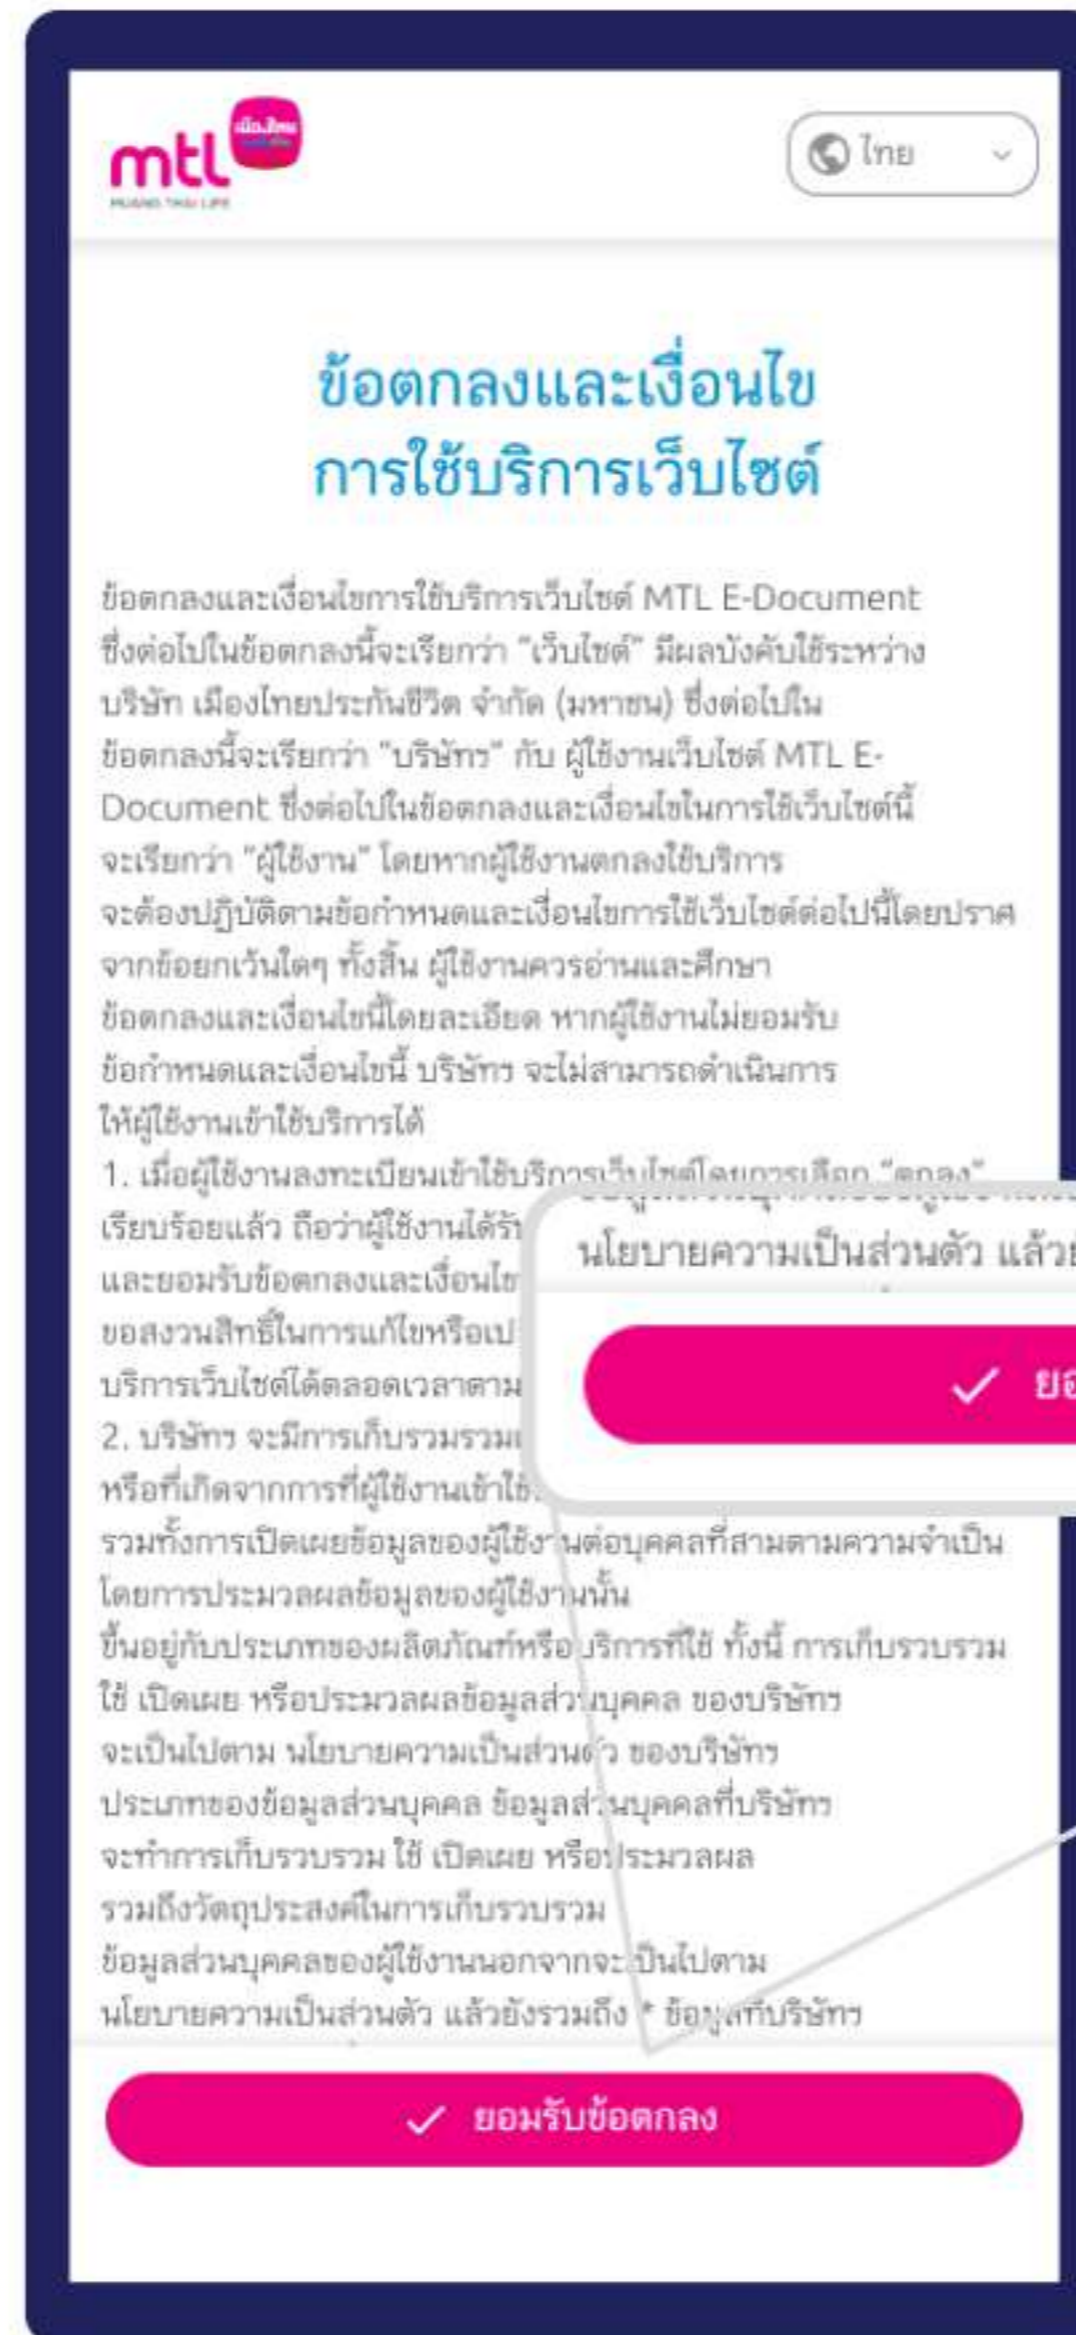 mtl
เมืองไทย
MUANG THAI LIFE
ไทย
ข้อตกลงและเงื่อนไข
การใช้บริการเว็บไซต์
ข้อตกลงและเงื่อนไขการใช้บริการเว็บไซต์ MTL E-Document
ซึ่งต่อไปในข้อตกลงนี้จะเรียกว่า "เว็บไซต์" มีผลบังคับใช้ระหว่าง
บริษัท เมืองไทยประกันชีวิต จำกัด (มหาชน) ซึ่งต่อไปใน
ข้อตกลงนี้จะเรียกว่า "บริษัทฯ" กับ ผู้ใช้งานเว็บไซต์ MTL E-
Document ซึ่งต่อไปในข้อตกลงและเงื่อนไขในการใช้เว็บไซต์นี้
จะเรียกว่า "ผู้ใช้งาน" โดยหากผู้ใช้งานตกลงใช้บริการ
จะต้องปฏิบัติตามข้อกำหนดและเงื่อนไขการใช้เว็บไซต์ต่อไปนี้โดยปราศ
จากข้อยกเว้นใดๆ ทั้งสิ้น ผู้ใช้งานควรอ่านและศึกษา
ข้อตกลงและเงื่อนไขนี้โดยละเอียด หากผู้ใช้งานไม่ยอมรับ
ข้อกำหนดและเงื่อนไขนี้ บริษัทฯ จะไม่สามารถดำเนินการ
ให้ผู้ใช้งานเข้าใช้บริการได้
1. เมื่อผู้ใช้งานลงทะเบียนเข้าใช้บริการเว็บไซต์โดยการเลือก "ตกลง"
เรียบร้อยแล้ว ถือว่าผู้ใช้งานได้รับ
และยอมรับข้อตกลงและเงื่อนไข
ขอสงวนสิทธิ์ในการแก้ไขหรือเป
บริการเว็บไซต์ได้ตลอดเวลาตาม
2. บริษัทฯ จะมีการเก็บรวมรวม
หรือที่เกิดจากการที่ผู้ใช้งานเข้าใช้
นโยบายความเป็นส่วนตัว แล้วย
ยอ
รวมทั้งการเปิดเผยข้อมูลของผู้ใช้งานต่อบุคคลที่สามตามความจำเป็น
โดยการประมวลผลข้อมูลของผู้ใช้งานนั้น
ขึ้นอยู่กับประเภทของผลิตภัณฑ์หรือบริการที่ใช้ ทั้งนี้ การเก็บรวบรวม
ใช้ เปิดเผย หรือประมวลผลข้อมูลส่วนบุคคล ของบริษัทฯ
จะเป็นไปตาม นโยบายความเป็นส่วนตัว ของบริษัทฯ
ประเภทของข้อมูลส่วนบุคคล ข้อมูลส่วนบุคคลที่บริษัทฯ
จะทำการเก็บรวบรวม ใช้ เปิดเผย หรือประมวลผล
รวมถึงวัตถุประสงค์ในการเก็บรวบรวม
ข้อมูลส่วนบุคคลของผู้ใช้งานนอกจากจะเป็นไปตาม
นโยบายความเป็นส่วนตัว แล้วยังรวมถึง * ข้อมูลที่บริษัทฯ
ยอมรับข้อตกลง